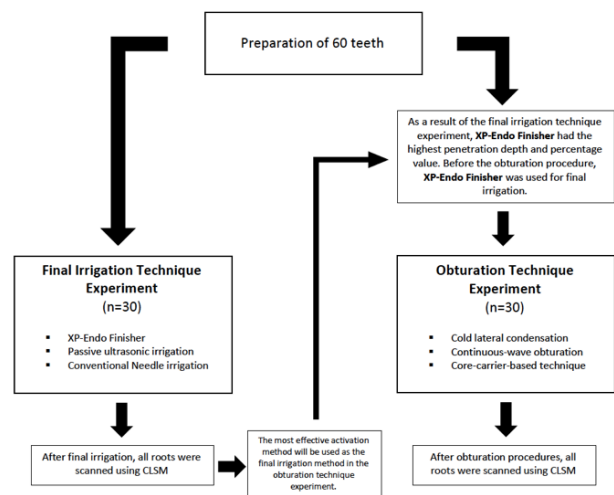 Preparation of 60 teeth
As a result of the final irrigation technique
experiment, XP-Endo Finisher had the
highest penetration depth and percentage
value. Before the obturation procedure,
XP-Endo Finisher was used for final
irrigation.
Final Irrigation Technique
Experiment
(n=30)
▪ XP-Endo Finisher
▪ Passive ultrasonic irrigation
▪ Conventional Needle irrigation
Obturation Technique
Experiment
(n=30)
▪ Cold lateral condensation
▪ Continuous-wave obturation
▪ Core-carrier-based technique
After final irrigation, all roots were
scanned using CLSM
The most effective activation
method will be used as the
final irrigation method in the
obturation technique
experiment.
After obturation procedures, all
roots were scanned using CLSM